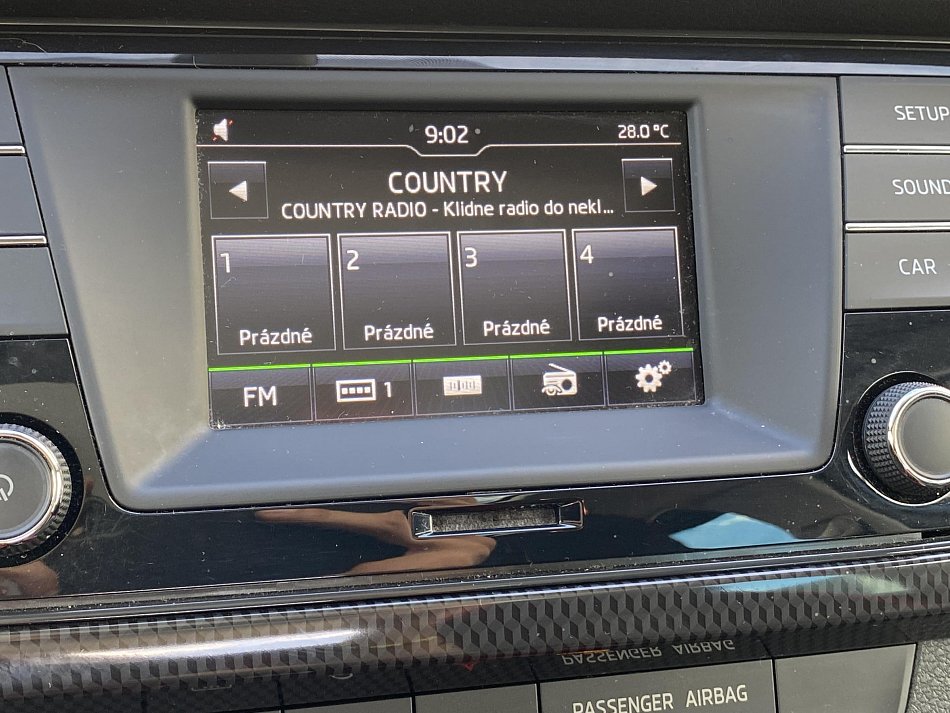 9:02
28.0 °C
COUNTRY
COUNTRY RADIO - Klidne radio do nekl...
1
2
3
4
Prázdné
Prázdné
Prázdné
Prázdné
FM
1
SETUP
SOUND
CAR
PASSENGER AIRBAG
PASSENGER AIRBAG